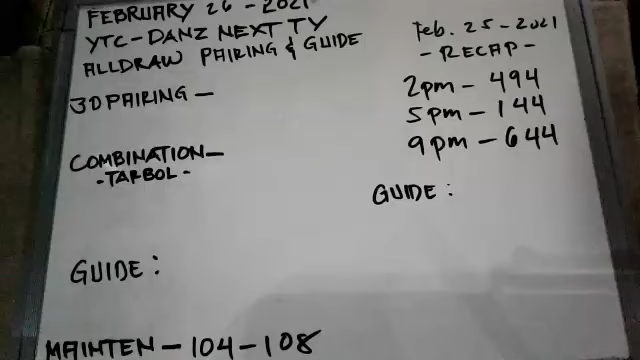 FEBRUARY 26 - 2021
YTC - DANZ NEXT TY
ALLDRAW PAIRING & GUIDE
3D PAIRING -
COMBINATION -
- TARBOL -
GUIDE :
MAINTEN - 104 - 108
Feb. 25 - 2021
- RECAP -
2pm - 494
5pm - 144
9pm - 644
GUIDE :